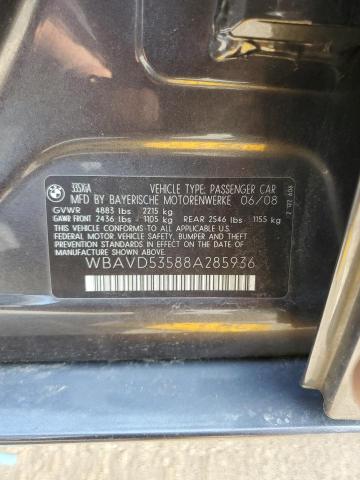 335XiA VEHICLE TYPE: PASSENGER CAR
MFD BY BAYERISCHE MOTORENWERKE 06/08
GVWR 4883 lbs 2215 kg
GAWR FRONT 2436 lbs - 1105 kg REAR 2546 lbs - 1155 kg
THIS VEHICLE CONFORMS TO ALL APPLICABLE U.S.
FEDERAL MOTOR VEHICLE SAFETY, BUMPER, AND THEFT
PREVENTION STANDARDS IN EFFECT ON THE DATE OF
MANUFACTURE SHOWN ABOVE.
WBAVD53588A285936